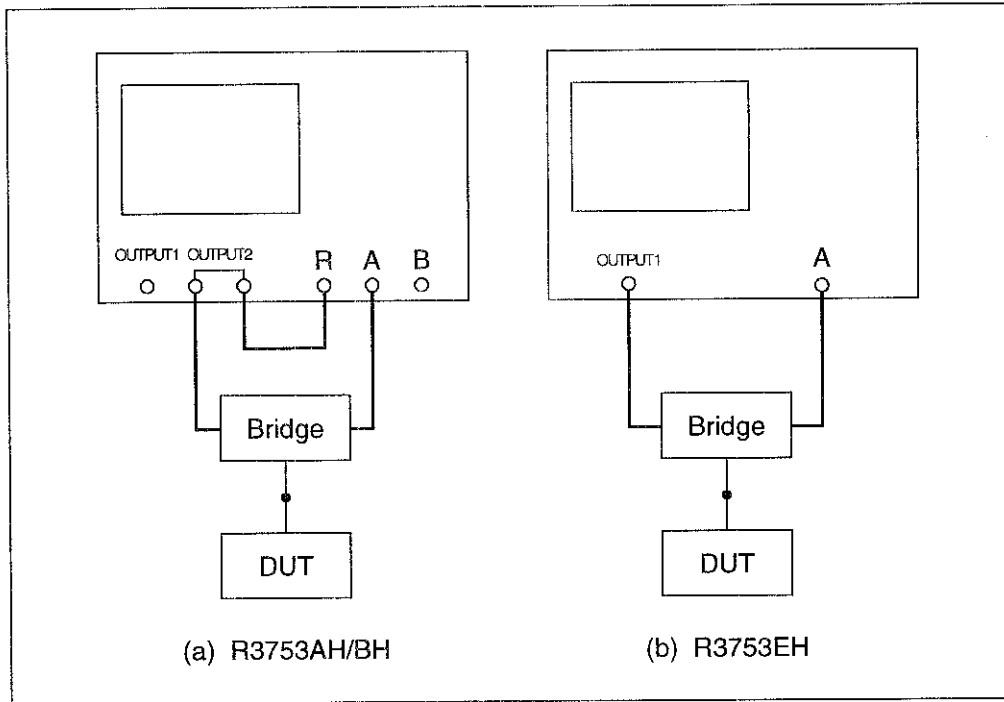 OUTPUT1 OUTPUT2 R A B
Bridge
DUT
(a) R3753AH/BH
OUTPUT1 A
Bridge
DUT
(b) R3753EH